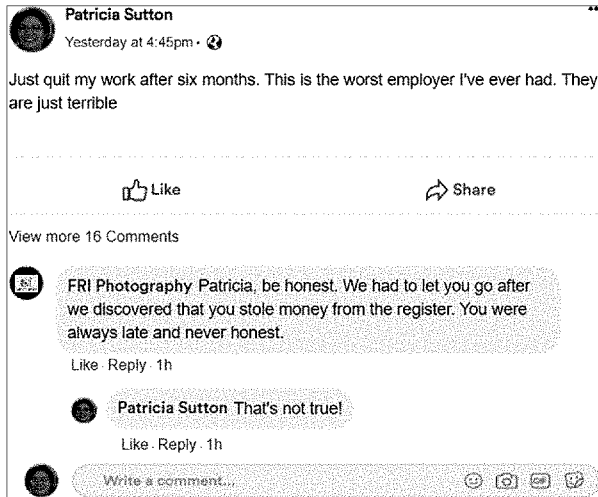 Patricia Sutton
Yesterday at 4:45pm ·
Just quit my work after six months. This is the worst employer I've ever had. They
are just terrible
Like
Share
View more 16 Comments
FRI Photography Patricia, be honest. We had to let you go after
we discovered that you stole money from the register. You were
always late and never honest.
Like · Reply · 1h
Patricia Sutton That's not true!
Like · Reply · 1h
Write a comment...
GIF